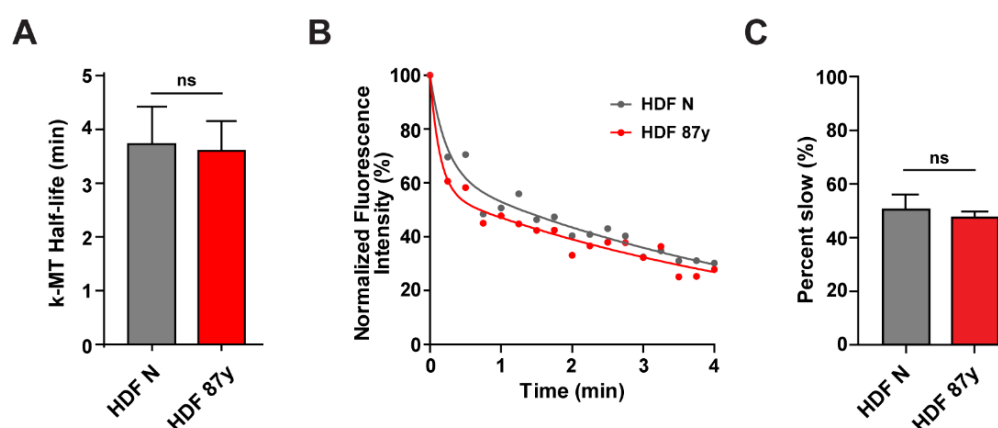 A
k-MT Half-life (min)
5
4
3
2
1
0
ns
HDF N
HDF 87y
B
Normalized Fluorescence
Intensity (%)
100
80
60
40
20
0
HDF N
HDF 87y
0 1 2 3 4
Time (min)
C
Percent slow (%)
100
80
60
40
20
0
ns
HDF N
HDF 87y